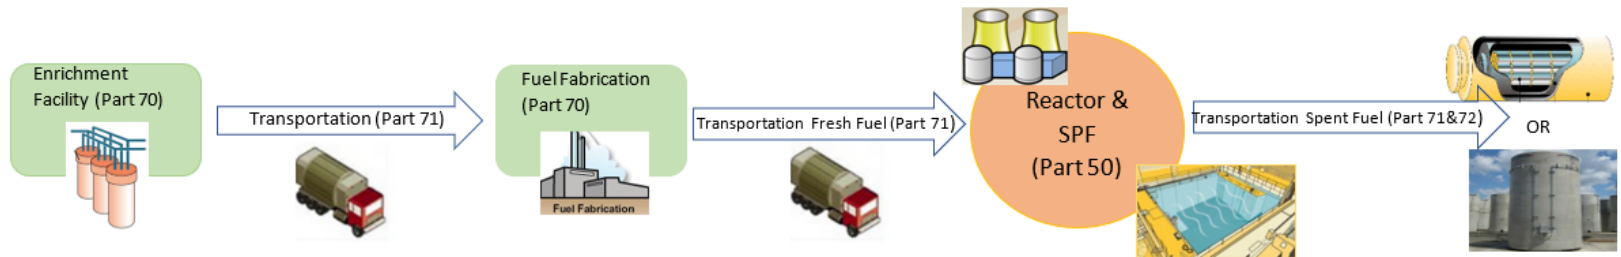 Enrichment
Facility (Part 70)
Transportation (Part 71)
Fuel Fabrication
(Part 70)
Fuel Fabrication
Transportation Fresh Fuel (Part 71)
Reactor &
SPF
(Part 50)
Transportation Spent Fuel (Part 71&72)
OR